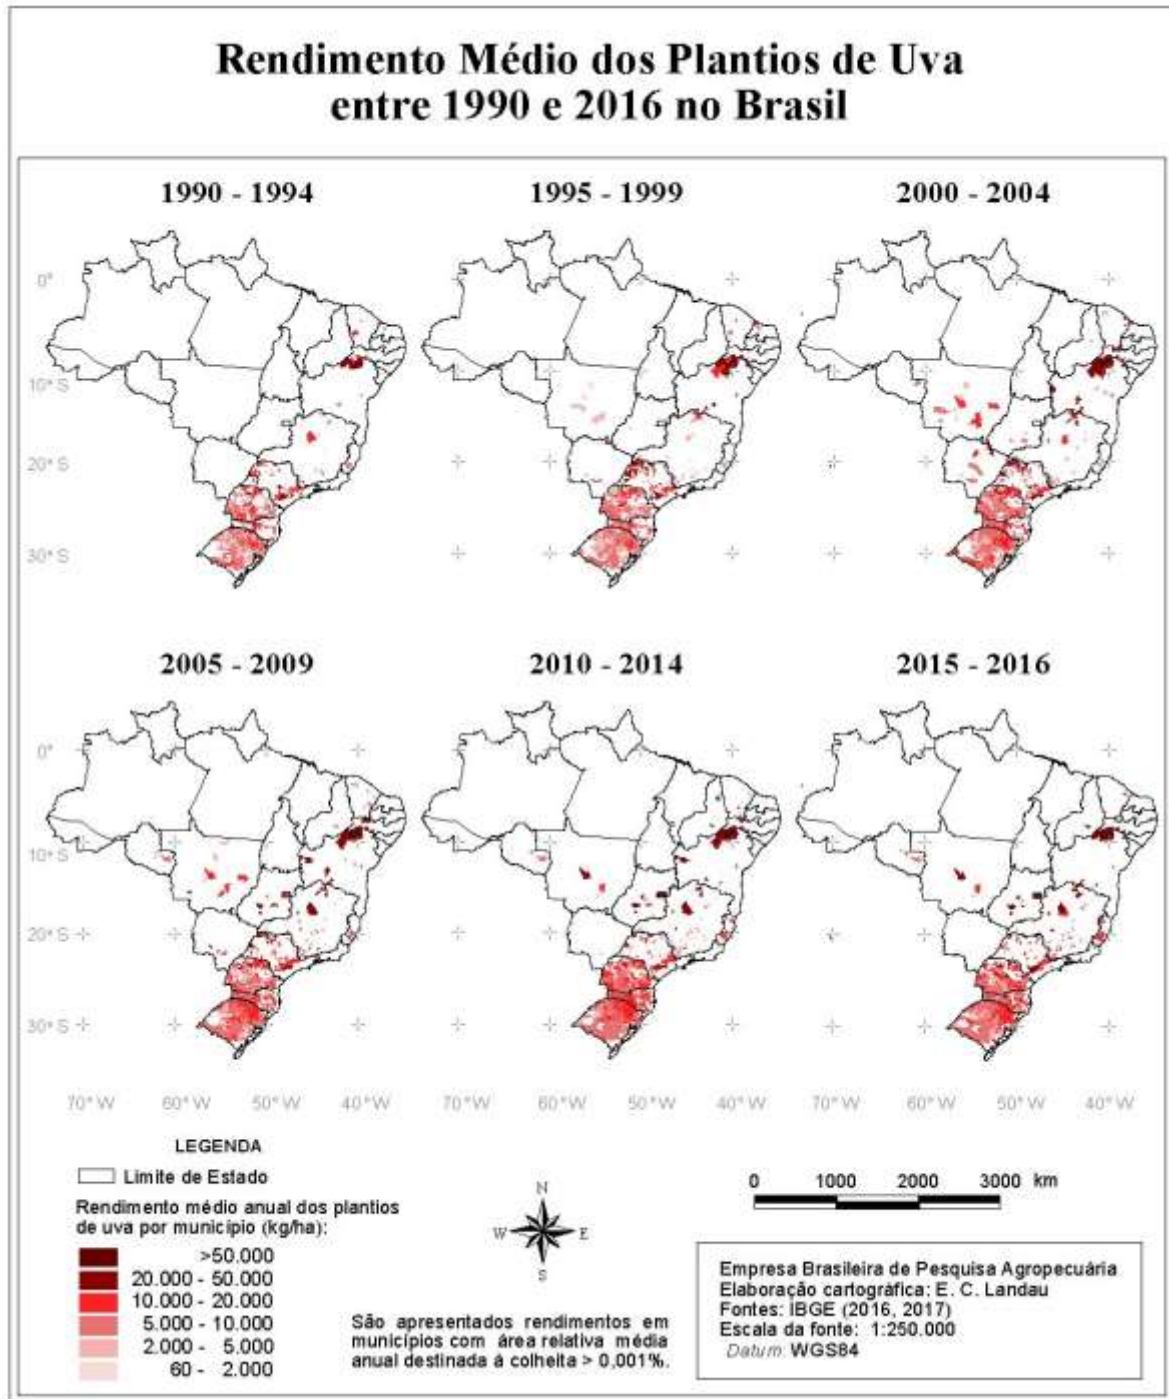 Rendimento Médio dos Plantios de Uva
entre 1990 e 2016 no Brasil
1990 - 1994
1995 - 1999
2000 - 2004
0°
10° S
20° S
30° S
2005 - 2009
2010 - 2014
2015 - 2016
0°
10° S
20° S
30° S
70° W 60° W 50° W 40° W
70° W 60° W 50° W 40° W
70° W 60° W 50° W 40° W
LEGENDA
Limite de Estado
Rendimento médio anual dos plantios
de uva por município (kg/ha):
>50.000
20.000 - 50.000
10.000 - 20.000
5.000 - 10.000
2.000 - 5.000
60 - 2.000
N
W E
S
São apresentados rendimentos em
municípios com área relativa média
anual destinada à colheita > 0,001%.
0 1000 2000 3000 km
Empresa Brasileira de Pesquisa Agropecuária
Elaboração cartográfica: E. C. Landau
Fontes: IBGE (2016, 2017)
Escala da fonte: 1:250.000
Datum: WGS84